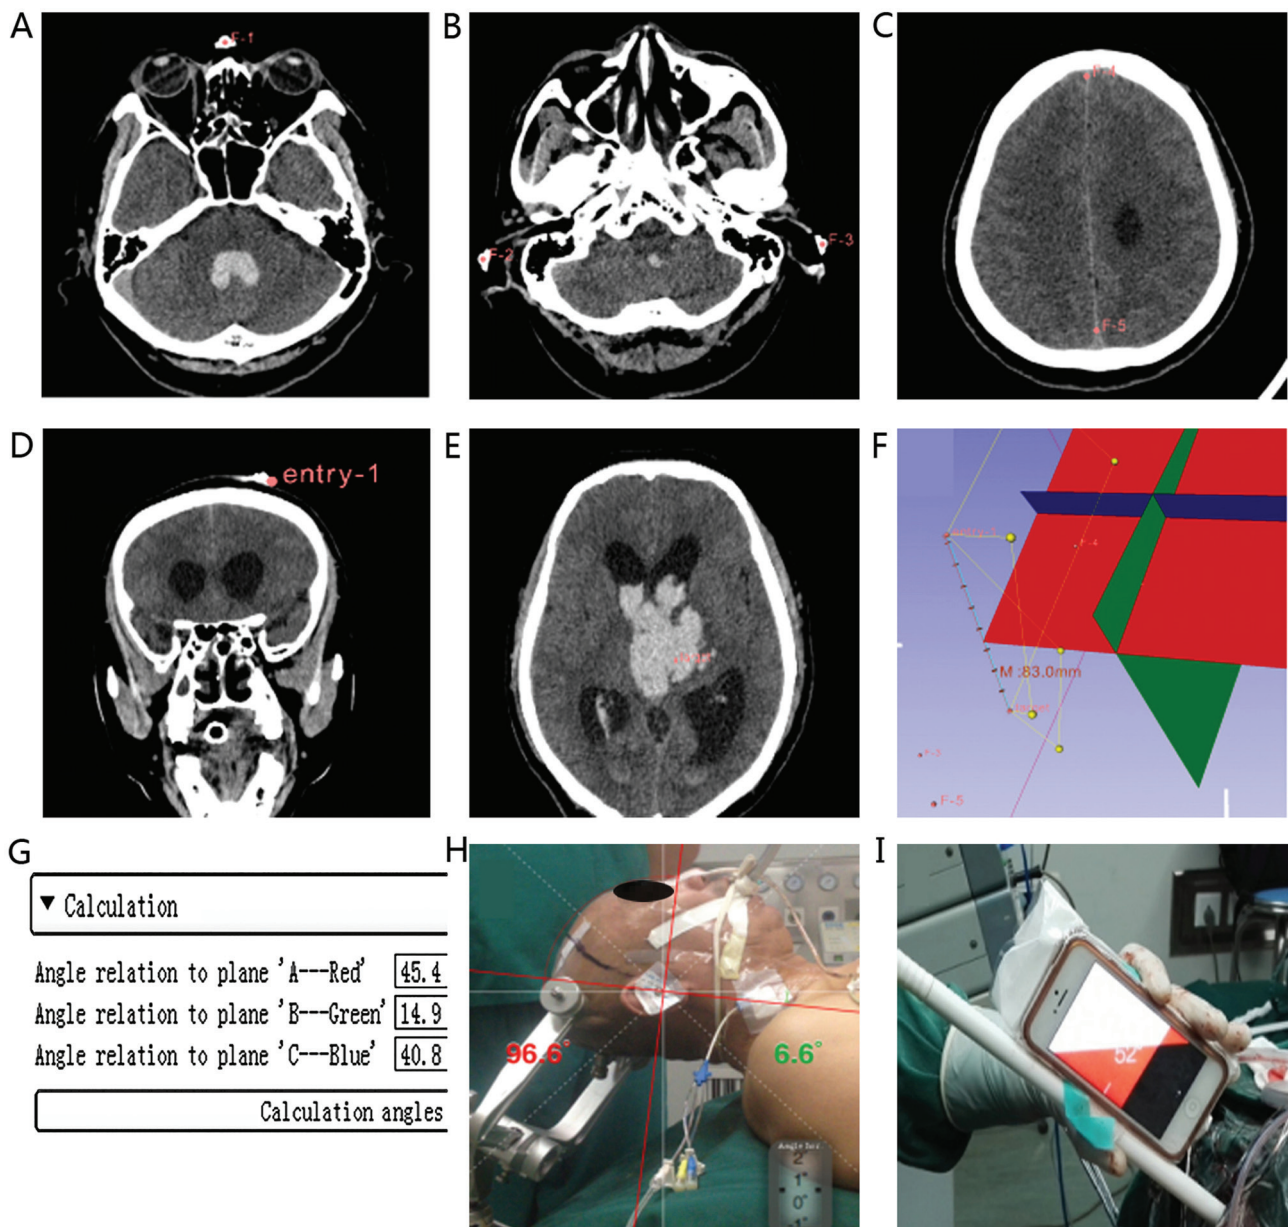 A
F-1
B
F-2
F-3
C
F-4
F-5
D
entry-1
E
F
F-4
M :83.0mm
F-5
G
▼ Calculation
Angle relation to plane 'A---Red' 45.4
Angle relation to plane 'B---Green' 14.9
Angle relation to plane 'C---Blue' 40.8
Calculation angles
H
96.6°
6.6°
2°
1°
0°
-1°
I
52°